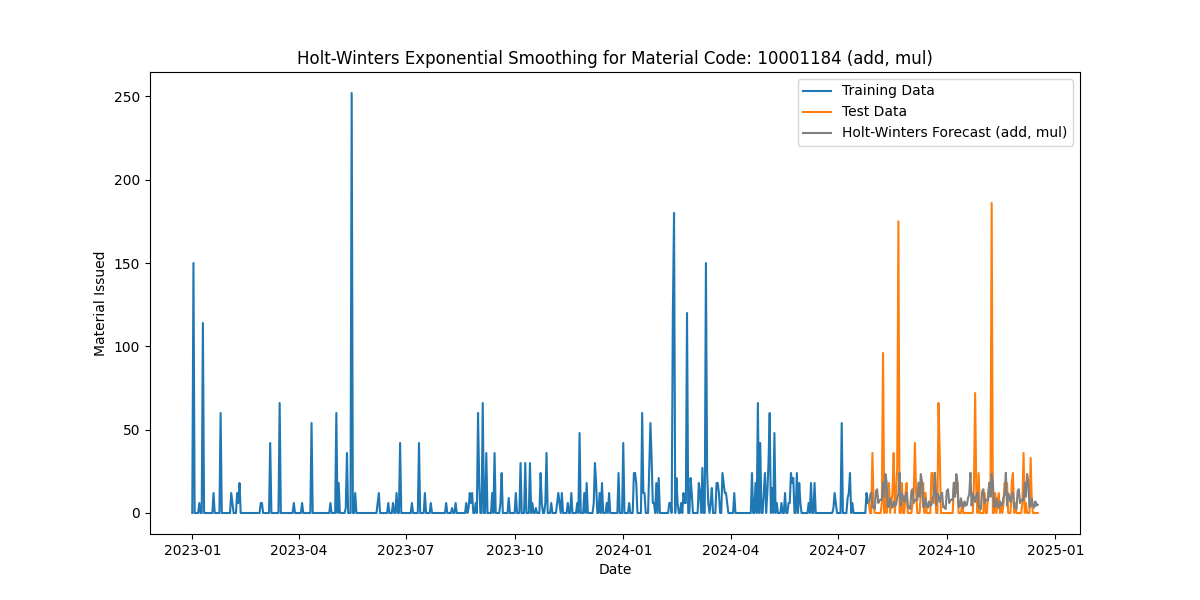 Holt-Winters Exponential Smoothing for Material Code: 10001184 (add, mul)
Training Data
Test Data
Holt-Winters Forecast (add, mul)
Material Issued
250
200
150
100
50
0
2023-01 2023-04 2023-07 2023-10 2024-01 2024-04 2024-07 2024-10 2025-01
Date